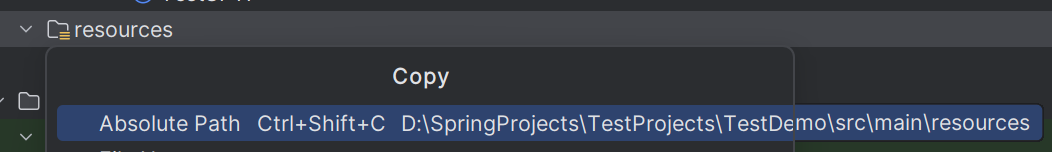 resources
Copy
Absolute Path Ctrl+Shift+C D:\SpringProjects\TestProjects\TestDemo\src\main\resources